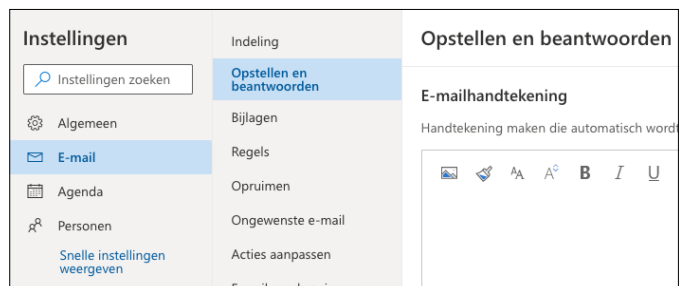 Instellingen
Instellingen zoeken
Algemeen
E-mail
Agenda
Personen
Snelle instellingen
weergeven
Indeling
Opstellen en
beantwoorden
Bijlagen
Regels
Opruimen
Ongewenste e-mail
Acties aanpassen
Opstellen en beantwoorden
E-mailhandtekening
Handtekening maken die automatisch wordt
B I U